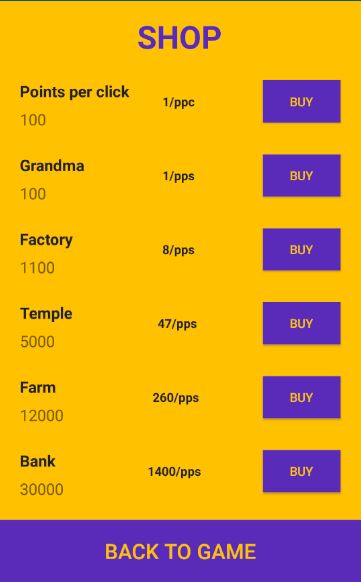 SHOP
Points per click
1/ppc
BUY
100
Grandma
1/pps
BUY
100
Factory
8/pps
BUY
1100
Temple
47/pps
BUY
5000
Farm
260/pps
BUY
12000
Bank
1400/pps
BUY
30000
BACK TO GAME